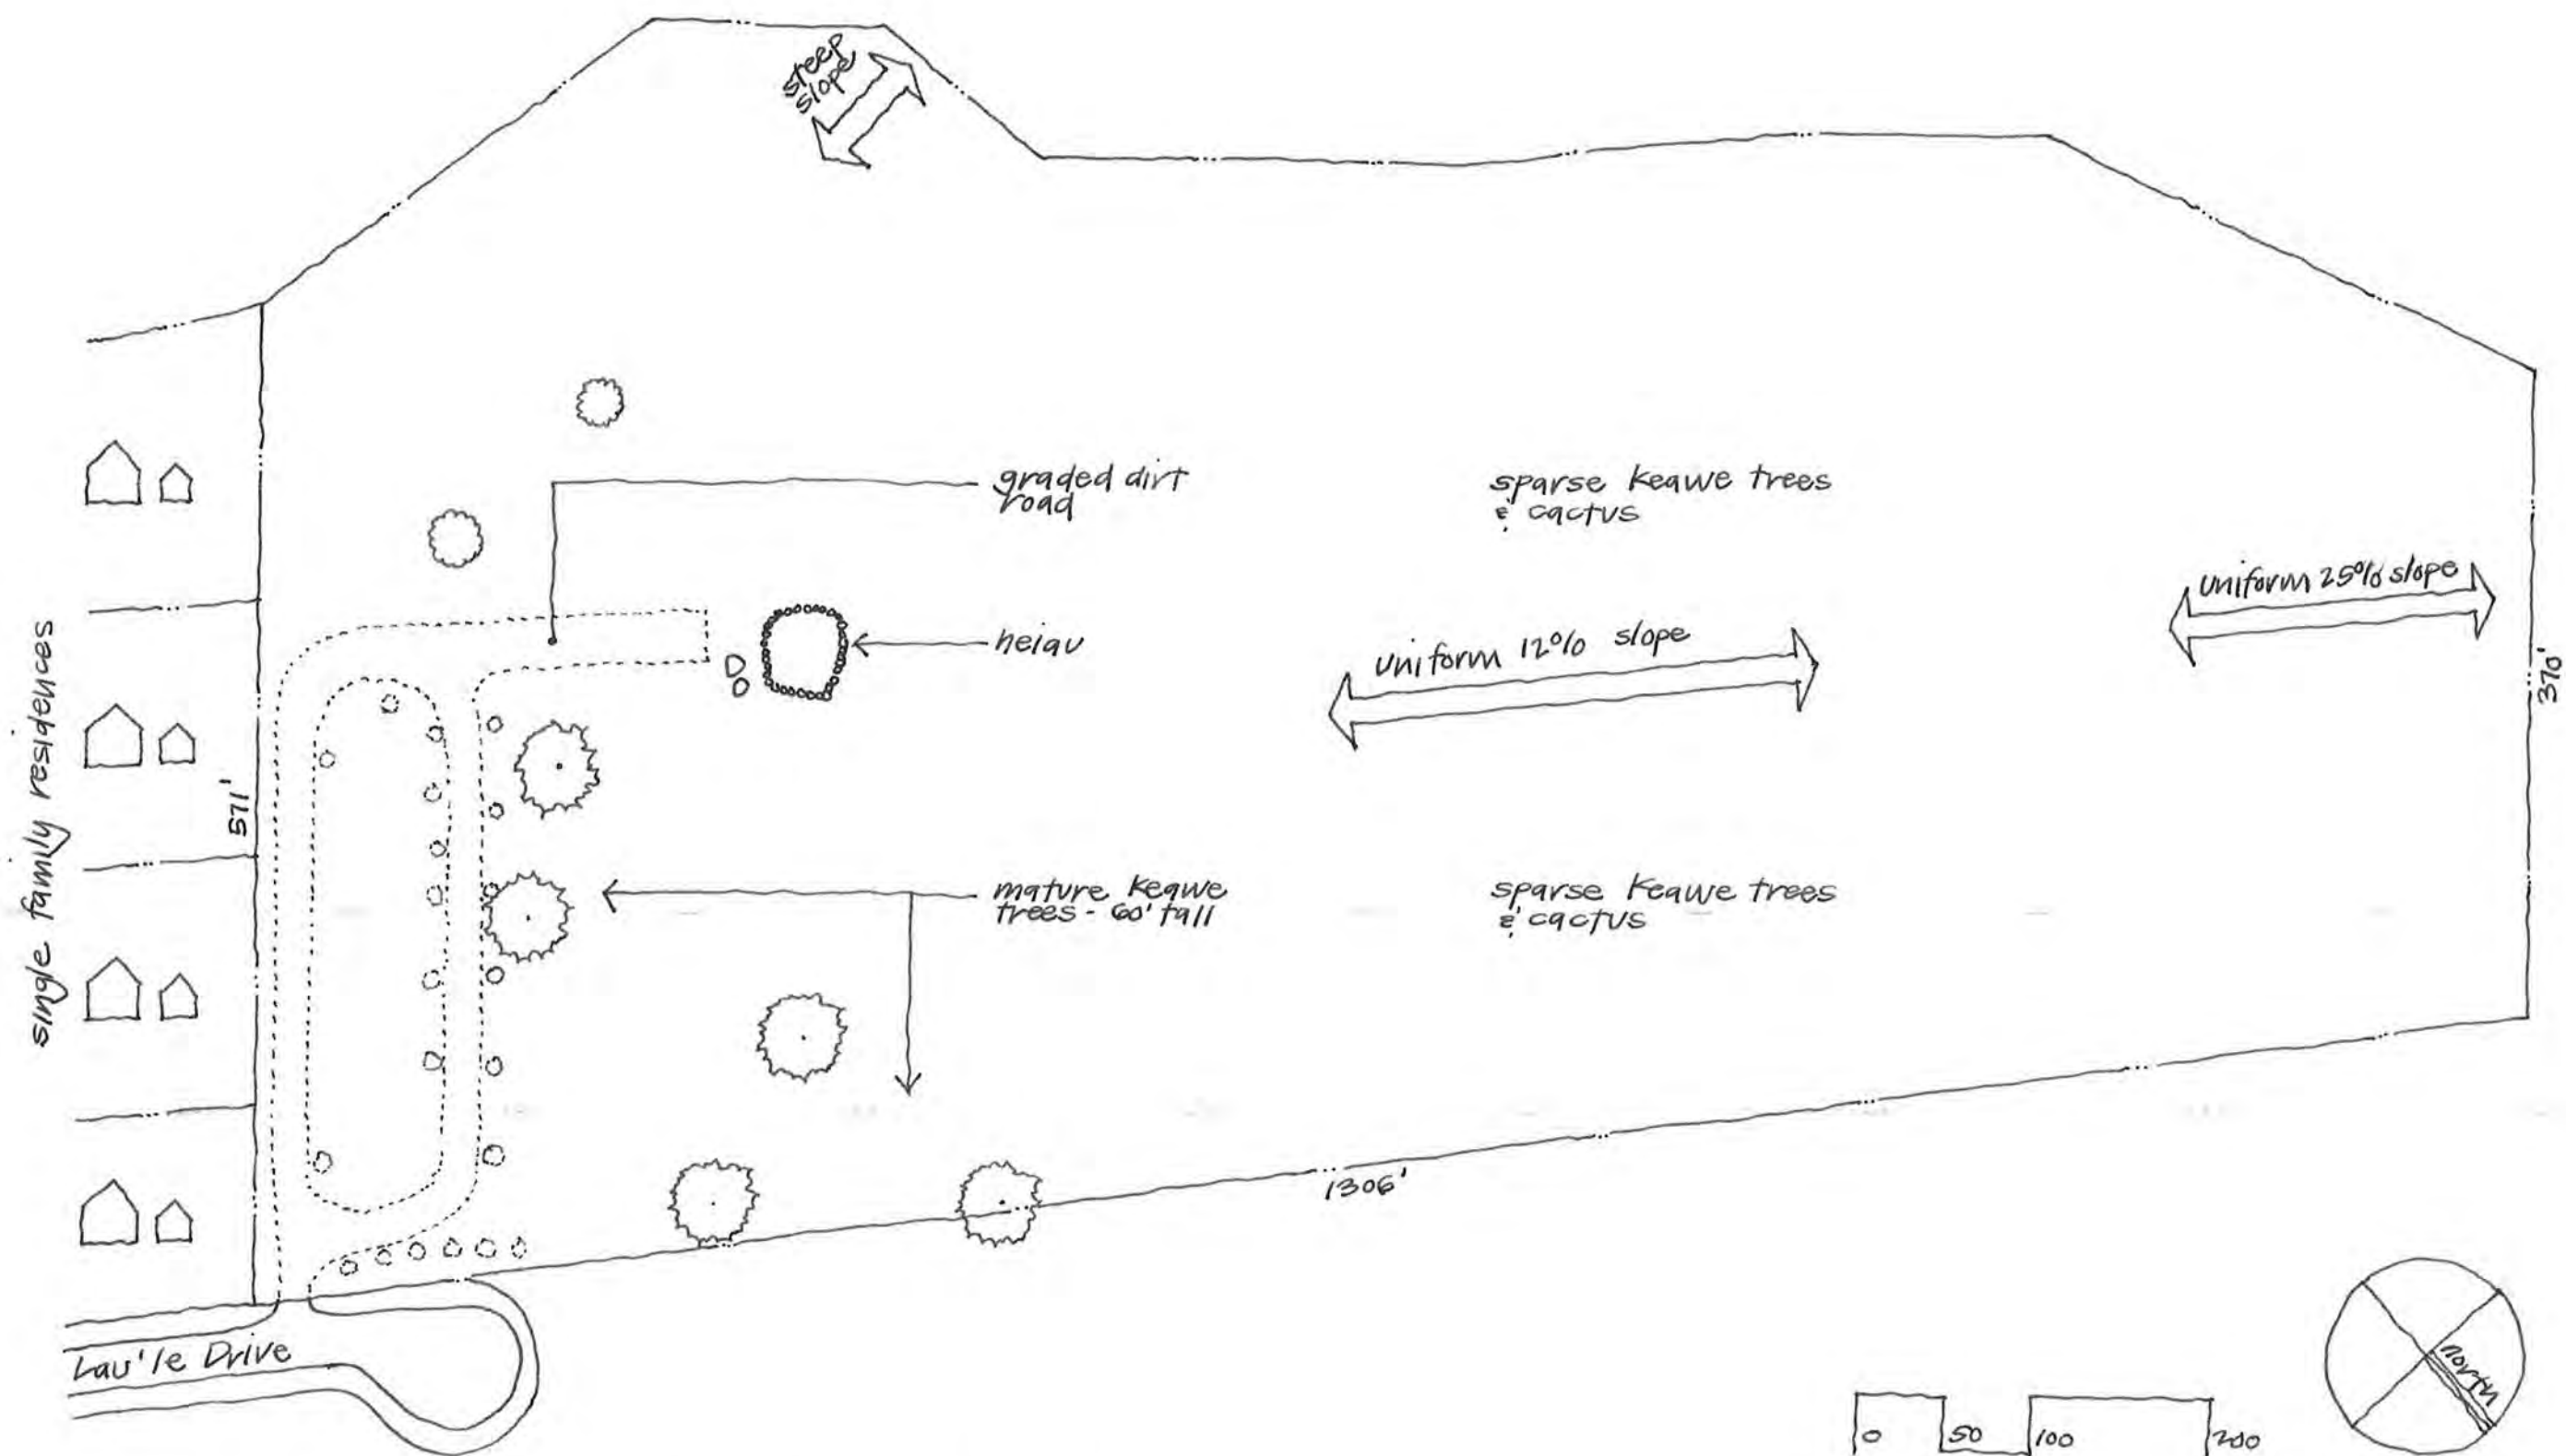 steep
slope
graded dirt
road
sparse keawe trees
& cactus
uniform 25% slope
heiau
uniform 12% slope
370'
single family residences
571'
mature keawe
trees - 60' tall
sparse keawe trees
& cactus
1306'
Lau'le Drive
north
0 50 100 200